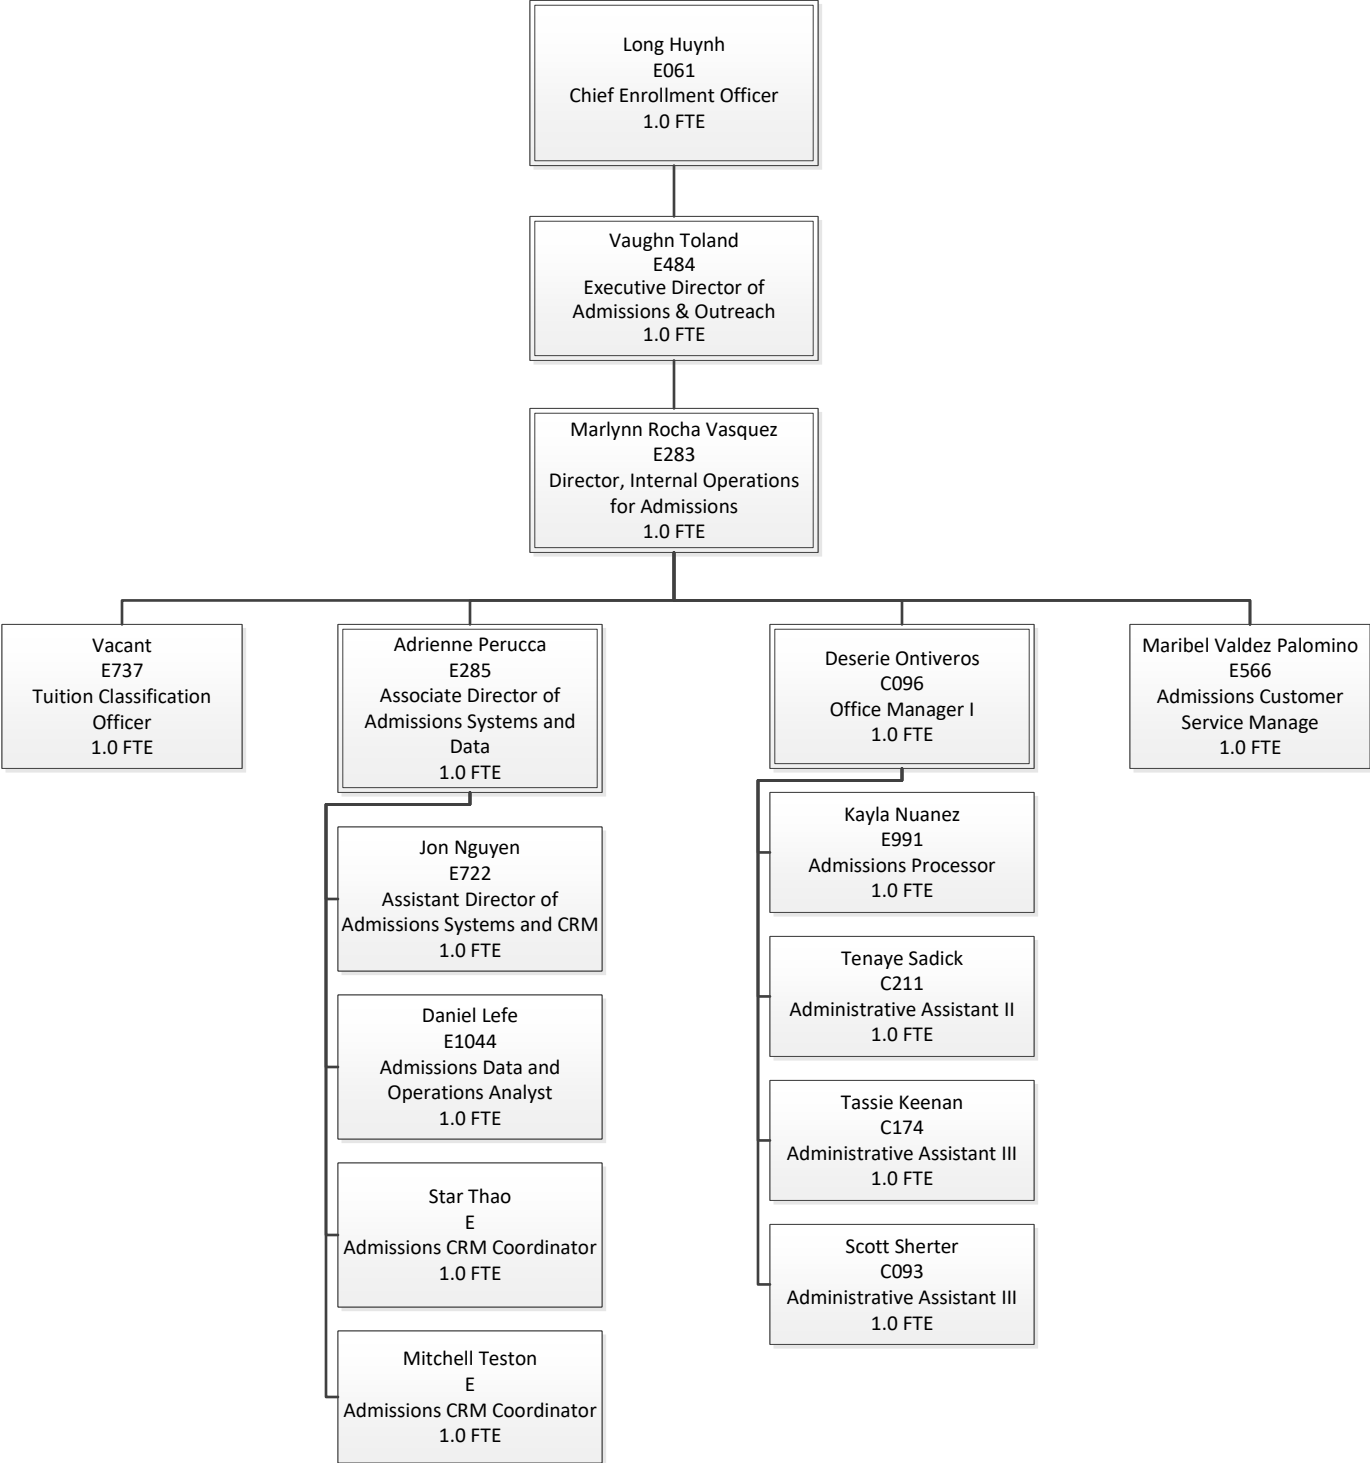 Long Huynh
E061
Chief Enrollment Officer
1.0 FTE
Vaughn Toland
E484
Executive Director of
Admissions & Outreach
1.0 FTE
Marlynn Rocha Vasquez
E283
Director, Internal Operations
for Admissions
1.0 FTE
Vacant
E737
Tuition Classification
Officer
1.0 FTE
Adrienne Perucca
E285
Associate Director of
Admissions Systems and
Data
1.0 FTE
Jon Nguyen
E722
Assistant Director of
Admissions Systems and CRM
1.0 FTE
Daniel Lefe
E1044
Admissions Data and
Operations Analyst
1.0 FTE
Star Thao
E
Admissions CRM Coordinator
1.0 FTE
Mitchell Teston
E
Admissions CRM Coordinator
1.0 FTE
Deserie Ontiveros
C096
Office Manager I
1.0 FTE
Kayla Nuanez
E991
Admissions Processor
1.0 FTE
Tenaye Sadick
C211
Administrative Assistant II
1.0 FTE
Tassie Keenan
C174
Administrative Assistant III
1.0 FTE
Scott Sherter
C093
Administrative Assistant III
1.0 FTE
Maribel Valdez Palomino
E566
Admissions Customer
Service Manage
1.0 FTE